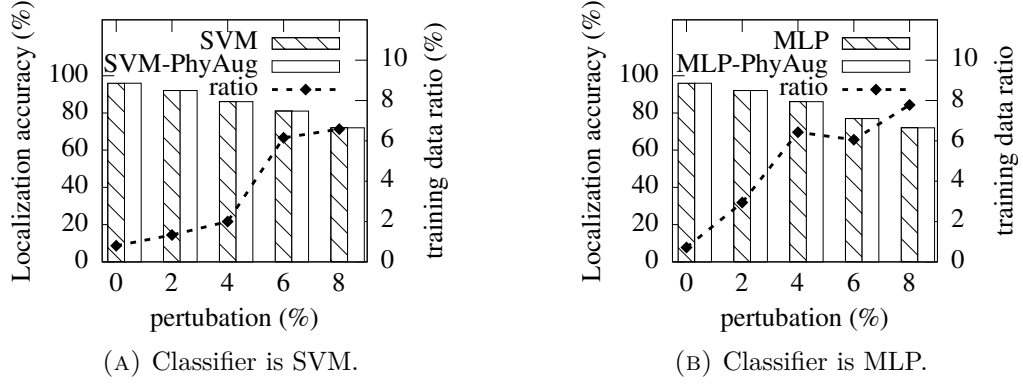 Localization accuracy (%)
100
80
60
40
20
0
SVM
SVM-PhyAug
ratio
10
8
6
4
2
0
training data ratio (%)
0 2 4 6 8
pertubation (%)
(A) Classifier is SVM.
Localization accuracy (%)
100
80
60
40
20
0
MLP
MLP-PhyAug
ratio
10
8
6
4
2
0
training data ratio
0 2 4 6 8
pertubation (%)
(B) Classifier is MLP.